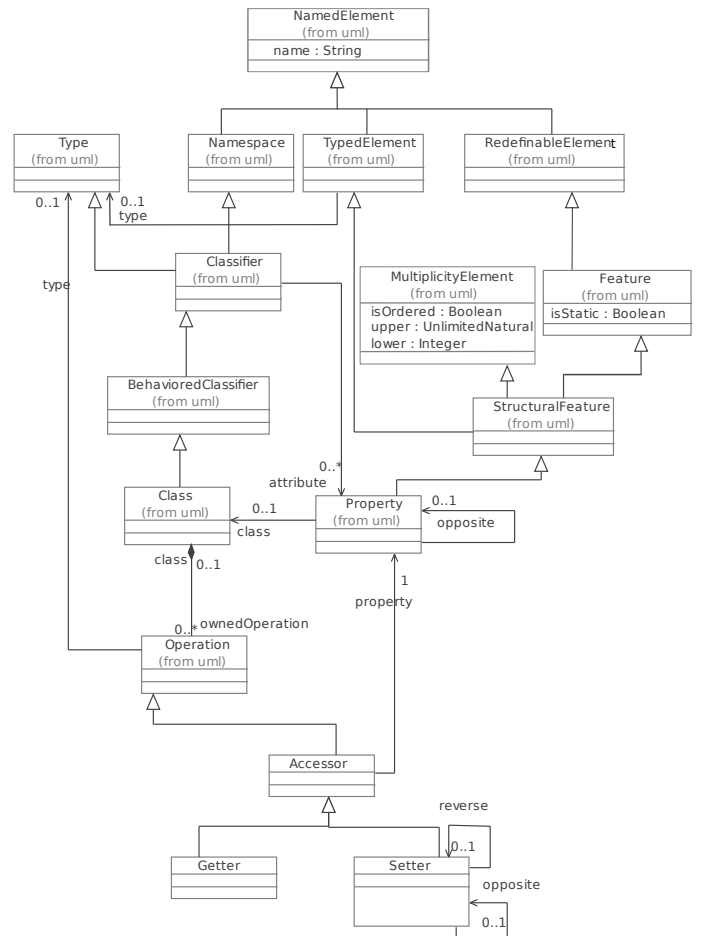 NamedElement
(from uml)
name : String
Type
(from uml)
Namespace
(from uml)
TypedElement
(from uml)
RedefinableElement
(from uml)
0..1
0..1
type
type
Classifier
(from uml)
MultiplicityElement
(from uml)
isOrdered : Boolean
upper : UnlimitedNatural
lower : Integer
Feature
(from uml)
isStatic : Boolean
BehavioredClassifier
(from uml)
StructuralFeature
(from uml)
0..*
attribute
Class
(from uml)
0..1
class
Property
(from uml)
0..1
opposite
class
0..1
1
property
0..*
ownedOperation
Operation
(from uml)
Accessor
reverse
0..1
Getter
Setter
opposite
0..1